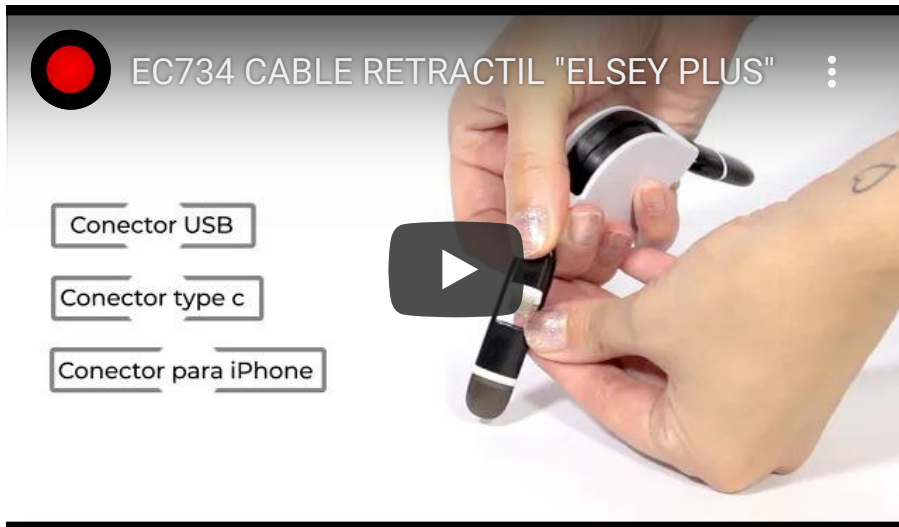 EC734 CABLE RETRACTIL "ELSEY PLUS"
Conector USB
Conector type c
Conector para iPhone